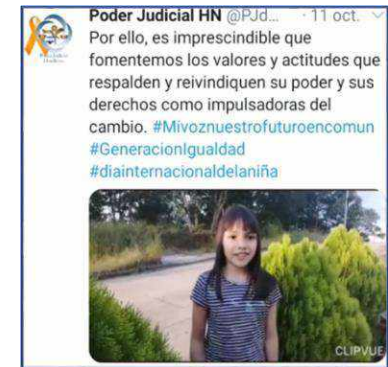 Poder Judicial HN @PJd... · 11 oct.
Por ello, es imprescindible que
fomentemos los valores y actitudes que
respalden y reivindiquen su poder y sus
derechos como impulsadoras del
cambio. #Mivoznuestrofuturoencomun
#GeneracionIgualdad
#diainternacionaldelaniña
CLIPVUE